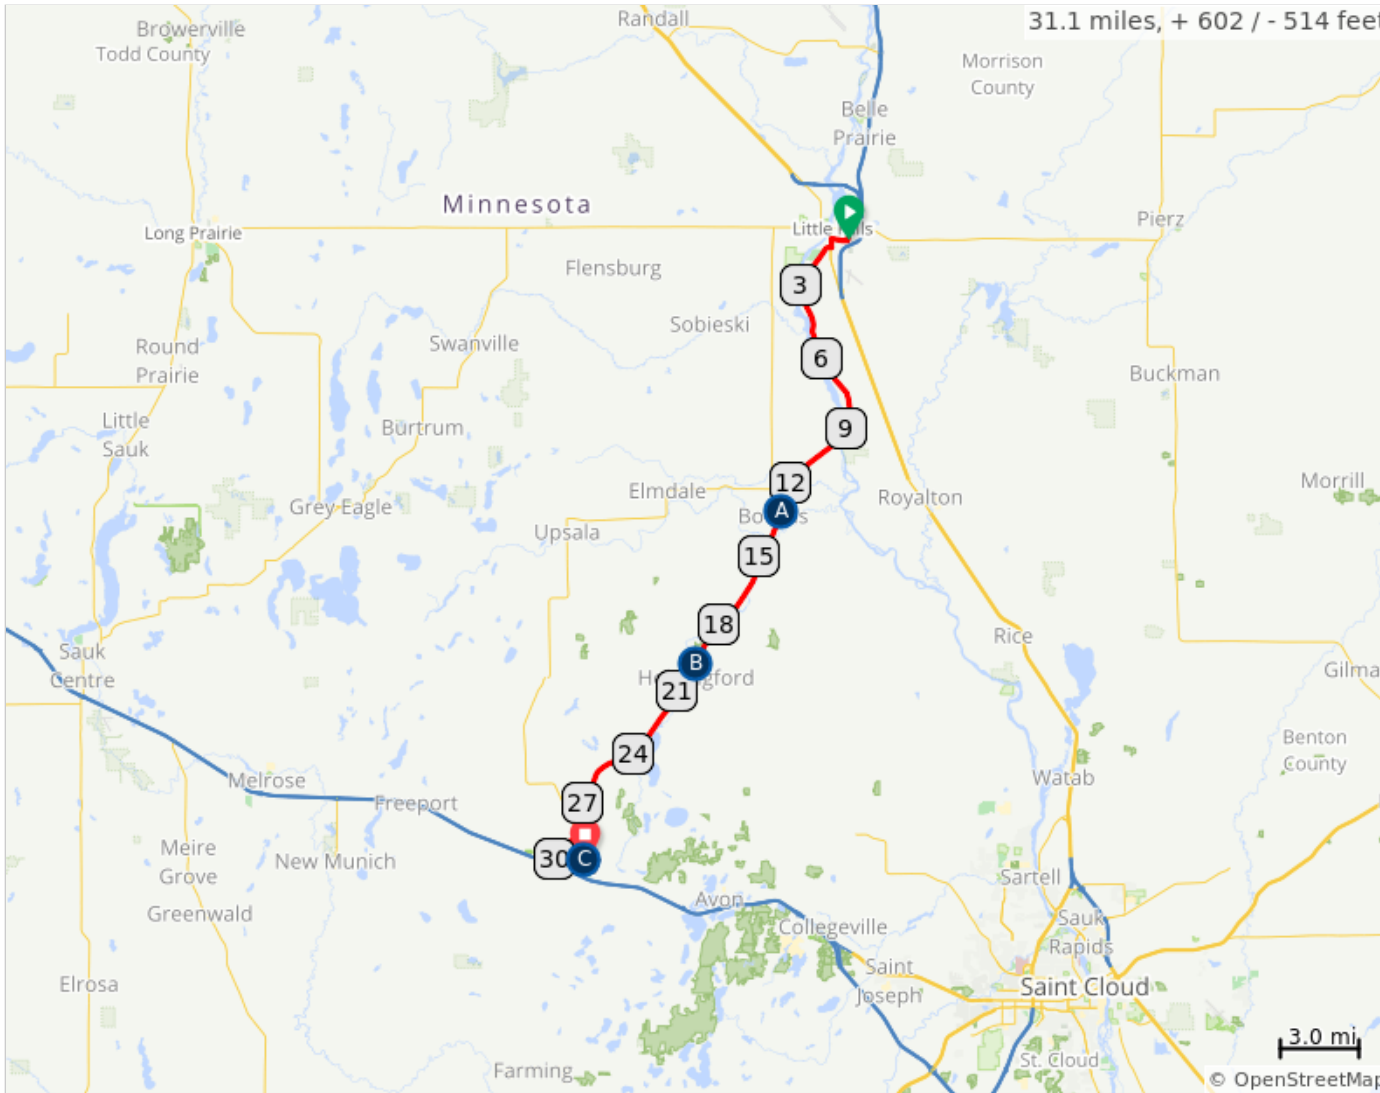 Randall
31.1 miles, + 602 / - 514 feet
Browerville
Todd County
Morrison
County
Belle
Prairie
Minnesota
Pierz
Long Prairie
Little
Flensburg
3
Sobieski
Round
Prairie
Swanville
6
Buckman
Little
Sauk
Burtrum
9
12
Morrill
Elmdale
Royalton
Grey Eagle
A
Upsala
15
18
Rice
Sauk
Centre
B
21
24
Benton
County
Melrose
Watab
Freeport
27
Meire
Grove
New Munich
30
C
Sartell
Avon
Greenwald
Sauk
Rapids
Collegeville
Saint
Joseph
Elrosa
Saint Cloud
3.0 mi
St. Cloud
Farming
© OpenStreetMap